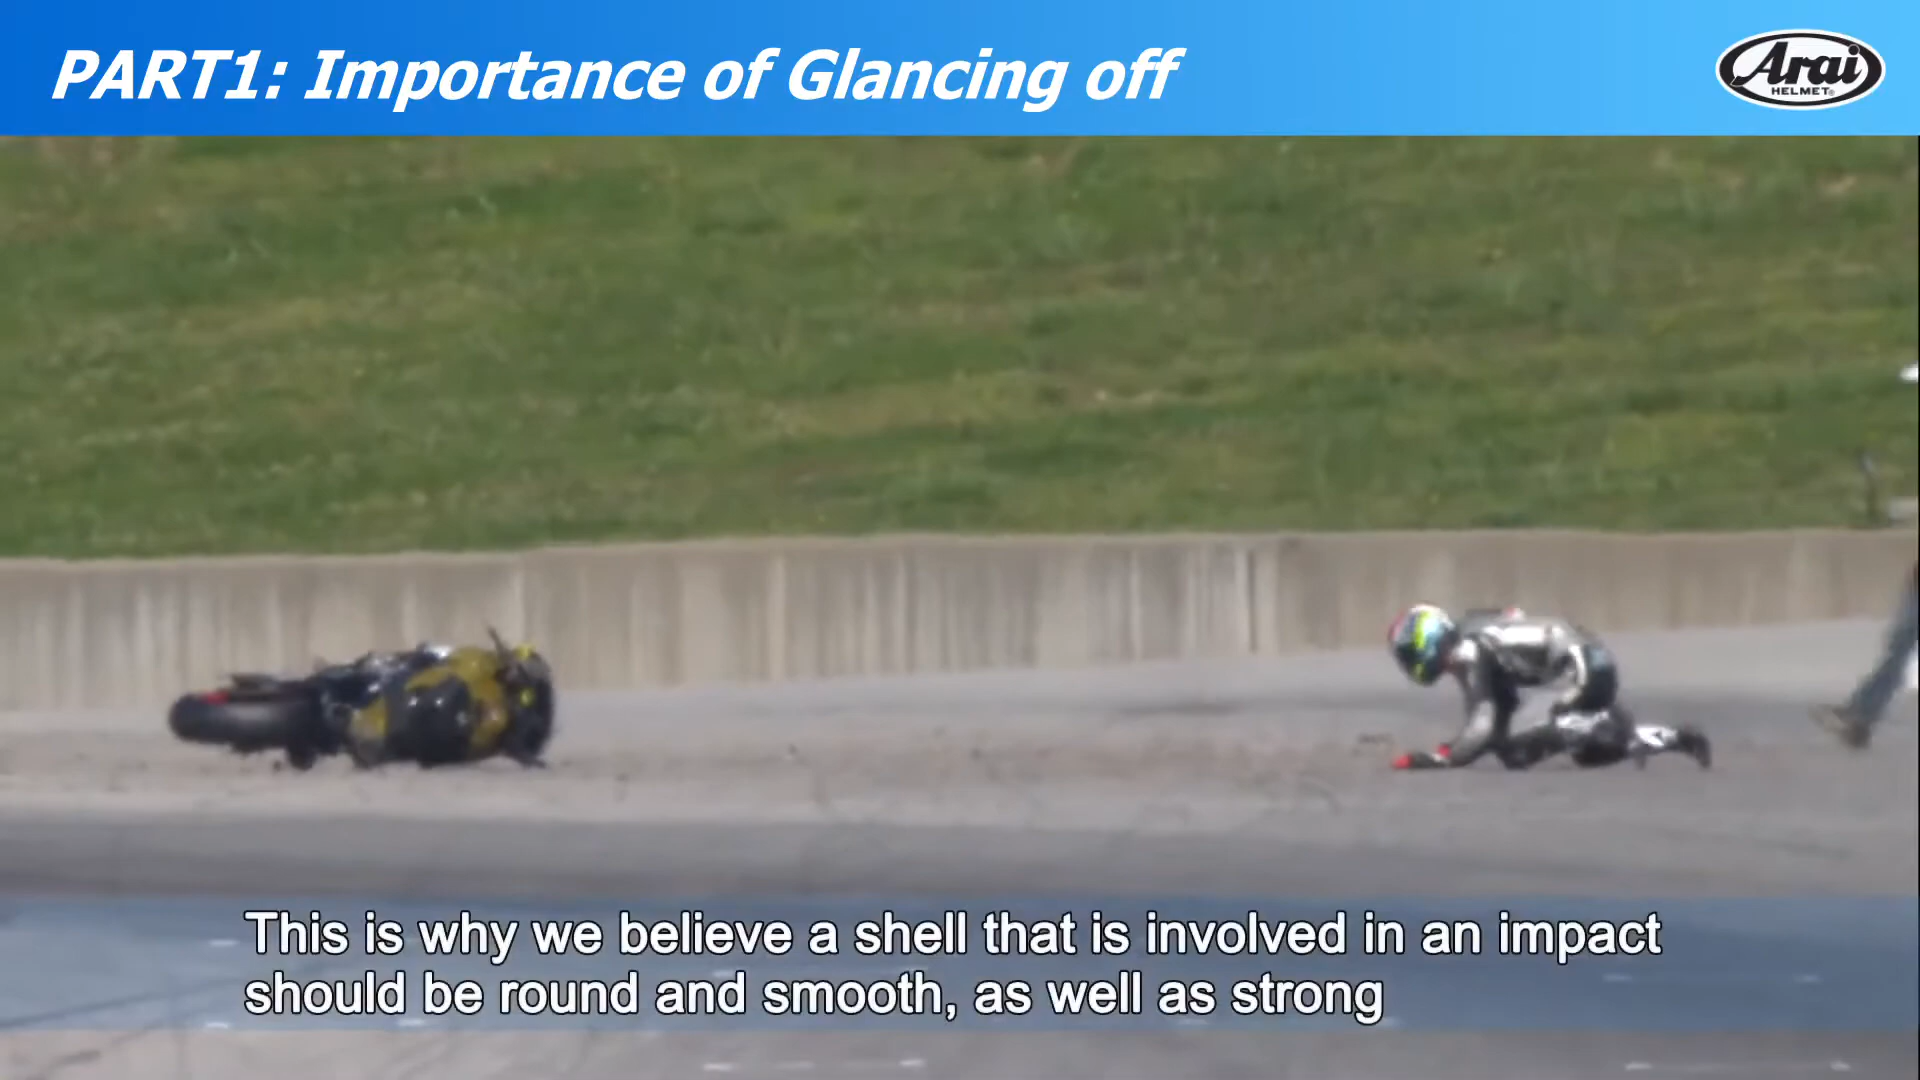 PART1: Importance of Glancing off
Arai
HELMET
This is why we believe a shell that is involved in an impact
should be round and smooth, as well as strong